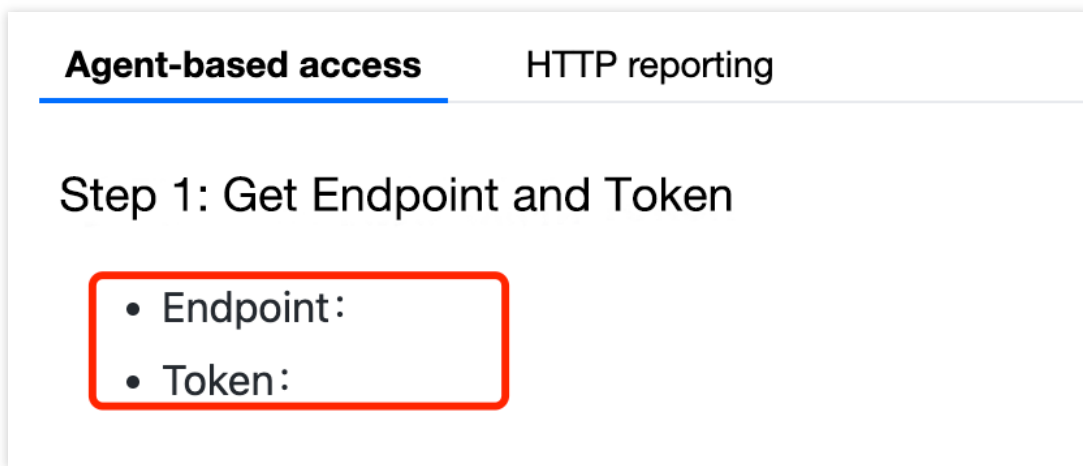 Agent-based access HTTP reporting
Step 1: Get Endpoint and Token
• Endpoint:
• Token: